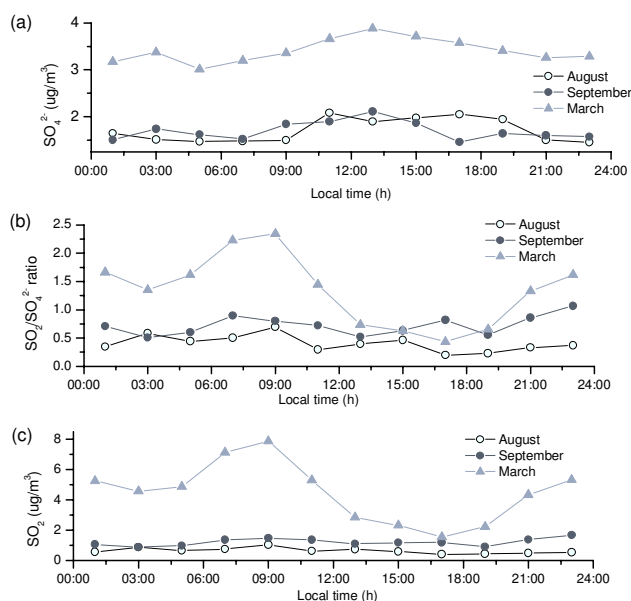 (a)
4
3
2
SO₄²⁻ (ug/m³)
August
September
March
00:00 03:00 06:00 09:00 12:00 15:00 18:00 21:00 24:00
Local time (h)
(b)
2.5
2.0
1.5
1.0
0.5
0.0
SO₂/SO₄²⁻ ratio
August
September
March
00:00 03:00 06:00 09:00 12:00 15:00 18:00 21:00 24:00
Local time (h)
(c)
8
6
4
2
0
SO₂ (ug/m³)
August
September
March
00:00 03:00 06:00 09:00 12:00 15:00 18:00 21:00 24:00
Local time (h)